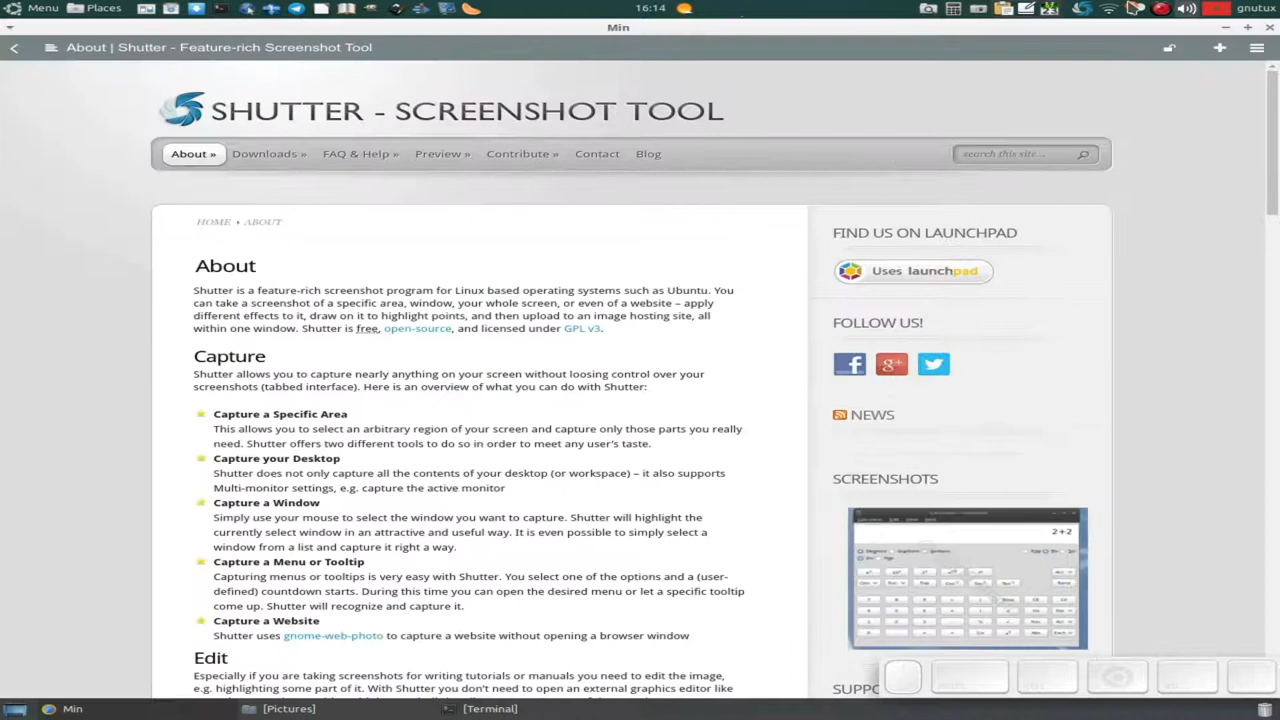 Menu Places 16:14 23 gnutux
Min
About | Shutter - Feature-rich Screenshot Tool
SHUTTER - SCREENSHOT TOOL
About » Downloads » FAQ & Help » Preview » Contribute » Contact Blog search this site...
HOME • ABOUT
About
Shutter is a feature-rich screenshot program for Linux based operating systems such as Ubuntu. You
can take a screenshot of a specific area, window, your whole screen, or even of a website – apply
different effects to it, draw on it to highlight points, and then upload to an image hosting site, all
within one window. Shutter is free, open-source, and licensed under GPL v3.
Capture
Shutter allows you to capture nearly anything on your screen without loosing control over your
screenshots (tabbed interface). Here is an overview of what you can do with Shutter:
Capture a Specific Area
This allows you to select an arbitrary region of your screen and capture only those parts you really
need. Shutter offers two different tools to do so in order to meet any user's taste.
Capture your Desktop
Shutter does not only capture all the contents of your desktop (or workspace) – it also supports
Multi-monitor settings, e.g. capture the active monitor
Capture a Window
Simply use your mouse to select the window you want to capture. Shutter will highlight the
currently select window in an attractive and useful way. It is even possible to simply select a
window from a list and capture it right a way.
Capture a Menu or Tooltip
Capturing menus or tooltips is very easy with Shutter. You select one of the options and a (user-
defined) countdown starts. During this time you can open the desired menu or let a specific tooltip
come up. Shutter will recognize and capture it.
Capture a Website
Shutter uses gnome-web-photo to capture a website without opening a browser window
Edit
Especially if you are taking screenshots for writing tutorials or manuals you need to edit the image,
e.g. highlighting some part of it. With Shutter you don't need to open an external graphics editor like
FIND US ON LAUNCHPAD
Uses launchpad
FOLLOW US!
f g+
NEWS
SCREENSHOTS
2+2
SUPPO
Min [Pictures] [Terminal]